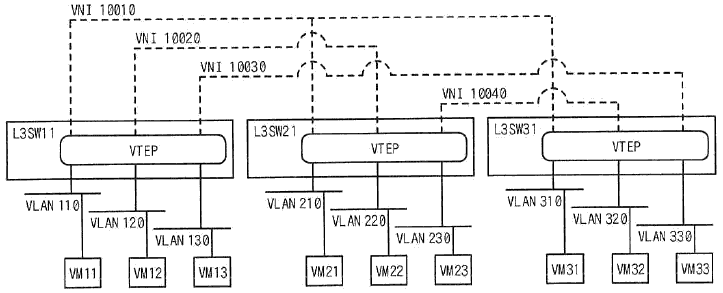 VNI 10010
VNI 10020
VNI 10030
VNI 10040
L3SW11
VTEP
L3SW21
VTEP
L3SW31
VTEP
VLAN 110
VLAN 120
VLAN 130
VLAN 210
VLAN 220
VLAN 230
VLAN 310
VLAN 320
VLAN 330
VM11
VM12
VM13
VM21
VM22
VM23
VM31
VM32
VM33